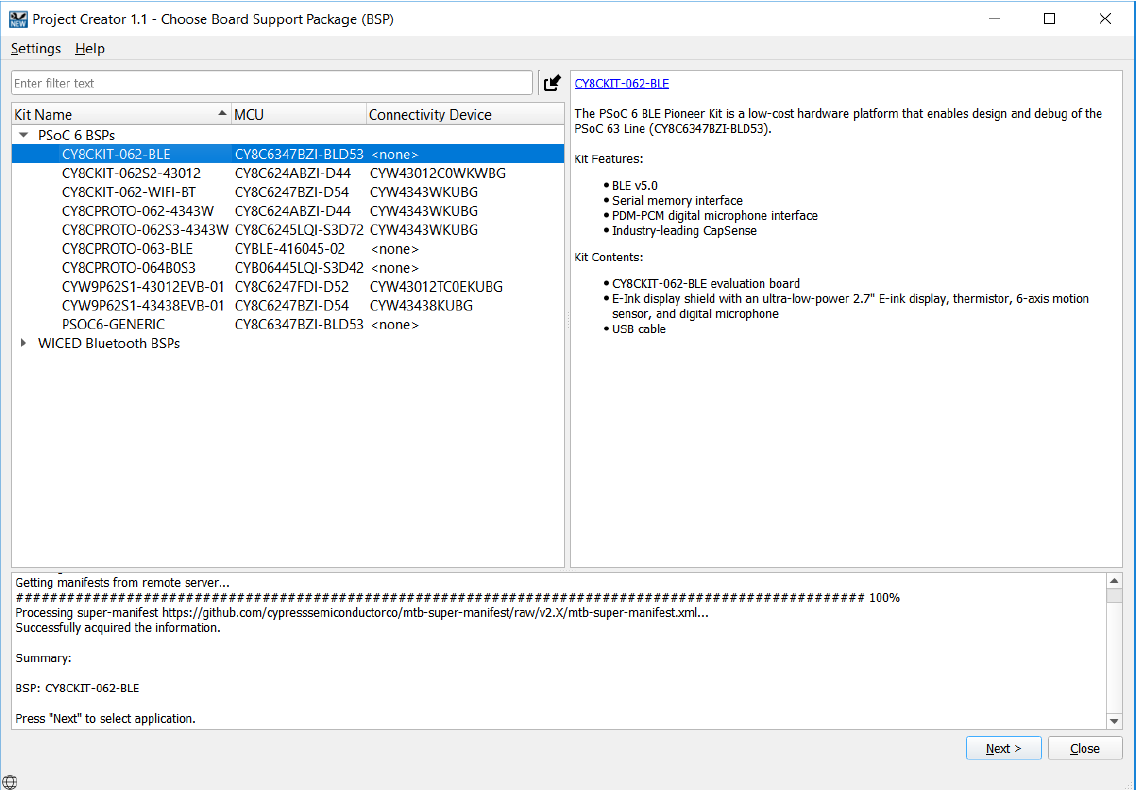 NEW
Project Creator 1.1 - Choose Board Support Package (BSP)
Settings Help
Enter filter text
Kit Name MCU Connectivity Device
PSoC 6 BSPs
CY8CKIT-062-BLE CY8C6347BZI-BLD53 <none>
CY8CKIT-062S2-43012 CY8C624ABZI-D44 CYW43012C0WKWBG
CY8CKIT-062-WIFI-BT CY8C6247BZI-D54 CYW4343WKUBG
CY8CPROTO-062-4343W CY8C624ABZI-D44 CYW4343WKUBG
CY8CPROTO-062S3-4343W CY8C6245LQI-S3D72 CYW4343WKUBG
CY8CPROTO-063-BLE CYBLE-416045-02 <none>
CY8CPROTO-064B0S3 CYB06445LQI-S3D42 <none>
CYW9P62S1-43012EVB-01 CY8C6247FDI-D52 CYW43012TC0EKUBG
CYW9P62S1-43438EVB-01 CY8C6247BZI-D54 CYW43438KUBG
PSOC6-GENERIC CY8C6347BZI-BLD53 <none>
WICED Bluetooth BSPs
CY8CKIT-062-BLE
The PSoC 6 BLE Pioneer Kit is a low-cost hardware platform that enables design and debug of the
PSoC 63 Line (CY8C6347BZI-BLD53).
Kit Features:
• BLE v5.0
• Serial memory interface
• PDM-PCM digital microphone interface
• Industry-leading CapSense
Kit Contents:
• CY8CKIT-062-BLE evaluation board
• E-Ink display shield with an ultra-low-power 2.7" E-ink display, thermistor, 6-axis motion
sensor, and digital microphone
• USB cable
Getting manifests from remote server...
################################################################################################### 100%
Processing super-manifest https://github.com/cypresssemiconductorco/mtb-super-manifest/raw/v2.X/mtb-super-manifest.xml...
Successfully acquired the information.
Summary:
BSP: CY8CKIT-062-BLE
Press "Next" to select application.
Next > Close